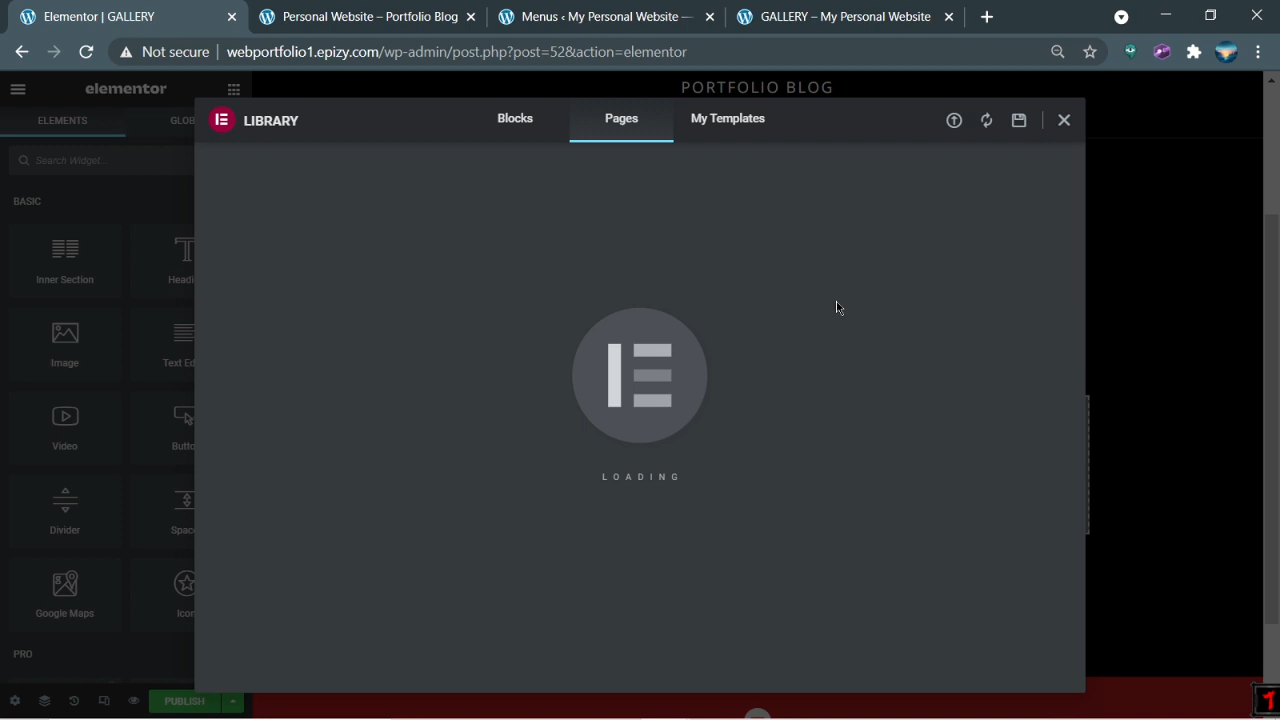 Elementor | GALLERY
Personal Website – Portfolio Blog
Menus ‹ My Personal Website —
GALLERY – My Personal Website
Not secure
webportfolio1.epizy.com/wp-admin/post.php?post=52&action=elementor
elementor
PORTFOLIO BLOG
ELEMENTS
GLOB
LIBRARY
Blocks
Pages
My Templates
Search Widget...
BASIC
Inner Section
Headi
Image
Text Ed
Video
Butto
Divider
Space
Google Maps
Icon
LOADING
PRO
PUBLISH
1